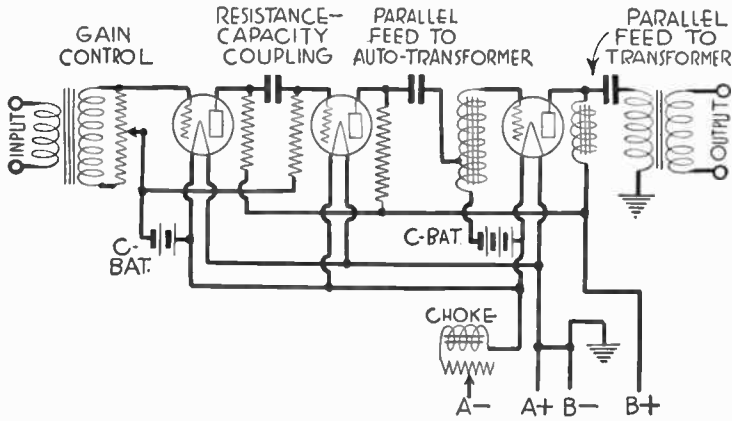 GAIN
CONTROL
RESISTANCE-
CAPACITY
COUPLING
PARALLEL
FEED TO
AUTO-TRANSFORMER
PARALLEL
FEED TO
TRANSFORMER
INPUT
OUTPUT
C-
BAT.
C-BAT.
CHOKE
A-
A+
B-
B+